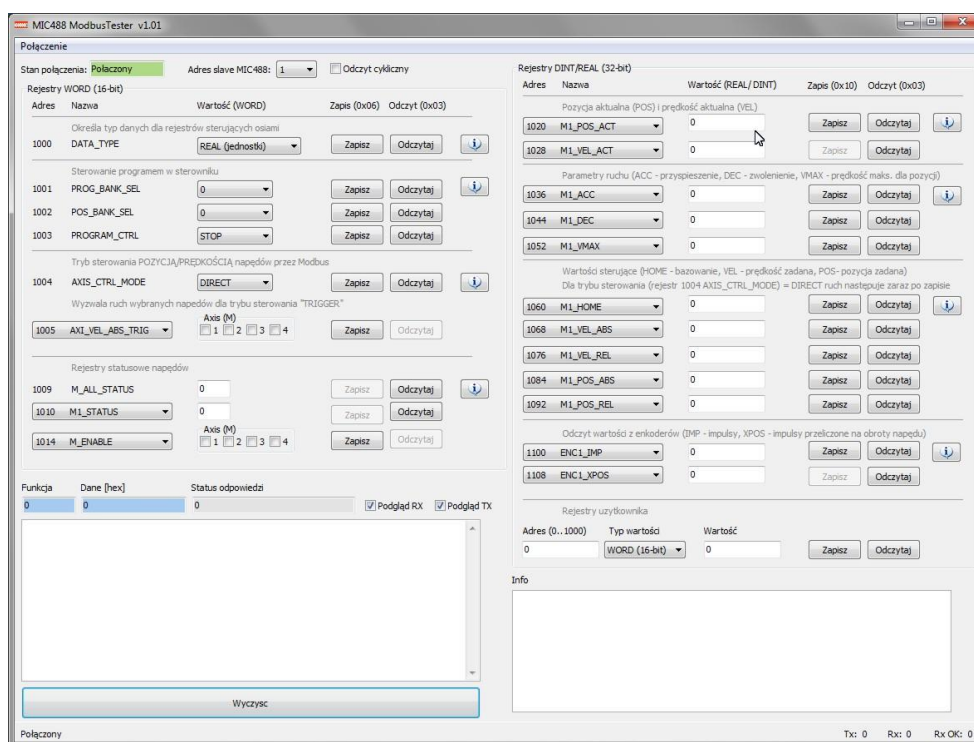 MIC488 ModbusTester v1.01
Połączenie
Stan połączenia: Polaczony Adres slave MIC488: 1 Odczyt cykliczny
Rejestry WORD (16-bit)
Adres Nazwa Wartość (WORD) Zapis (0x06) Odczyt (0x03)
Określa typ danych dla rejestrów sterujących osiami
1000 DATA_TYPE REAL (jednostki) Zapisz Odczytaj
Sterowanie programem w sterowniku
1001 PROG_BANK_SEL 0 Zapisz Odczytaj
1002 POS_BANK_SEL 0 Zapisz Odczytaj
1003 PROGRAM_CTRL STOP Zapisz Odczytaj
Tryb sterowania POZYCJĄ/PRĘDKOŚCIĄ napędów przez Modbus
1004 AXIS_CTRL_MODE DIRECT Zapisz Odczytaj
Wyzwala ruch wybranych napedów dla trybu sterowania "TRIGGER"
Axis (M)
1005 AXI_VEL_ABS_TRIG 1 2 3 4 Zapisz Odczytaj
Rejestry statusowe napędów
1009 M_ALL_STATUS 0 Zapisz Odczytaj
1010 M1_STATUS 0 Zapisz Odczytaj
Axis (M)
1014 M_ENABLE 1 2 3 4 Zapisz Odczytaj
Funkcja Dane [hex] Status odpowiedzi
0 0 0 Podgląd RX Podgląd TX
Wyczysc
Rejestry DINT/REAL (32-bit)
Adres Nazwa Wartość (REAL/ DINT) Zapis (0x10) Odczyt (0x03)
Pozycja aktualna (POS) i prędkość aktualna (VEL)
1020 M1_POS_ACT 0 Zapisz Odczytaj
1028 M1_VEL_ACT 0 Zapisz Odczytaj
Parametry ruchu (ACC - przyspieszenie, DEC - zwolenienie, VMAX - prędkość maks. dla pozycji)
1036 M1_ACC 0 Zapisz Odczytaj
1044 M1_DEC 0 Zapisz Odczytaj
1052 M1_VMAX 0 Zapisz Odczytaj
Wartości sterujące (HOME - bazowanie, VEL - prędkość zadana, POS- pozycja zadana)
Dla trybu sterowania (rejestr 1004 AXIS_CTRL_MODE) = DIRECT ruch następuje zaraz po zapisie
1060 M1_HOME 0 Zapisz Odczytaj
1068 M1_VEL_ABS 0 Zapisz Odczytaj
1076 M1_VEL_REL 0 Zapisz Odczytaj
1084 M1_POS_ABS 0 Zapisz Odczytaj
1092 M1_POS_REL 0 Zapisz Odczytaj
Odczyt wartości z enkoderów (IMP - impulsy, XPOS - impulsy przeliczone na obroty napędu)
1100 ENC1_IMP 0 Zapisz Odczytaj
1108 ENC1_XPOS 0 Zapisz Odczytaj
Rejestry uzytkownika
Adres (0..1000) Typ wartości Wartość
0 WORD (16-bit) 0 Zapisz Odczytaj
Info
Połączony Tx: 0 Rx: 0 Rx OK: 0